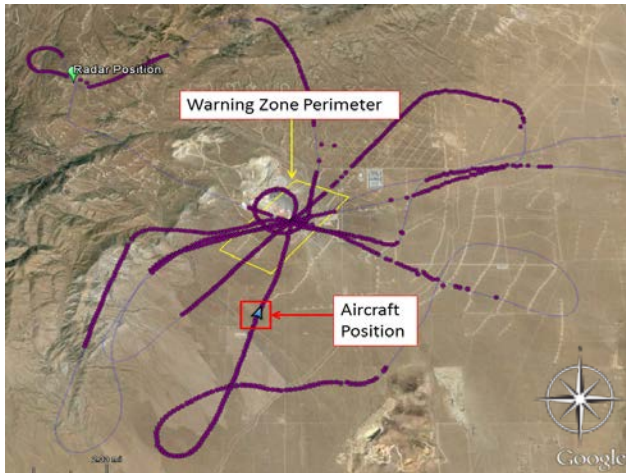 Radar Position
Warning Zone Perimeter
Aircraft
Position
Google